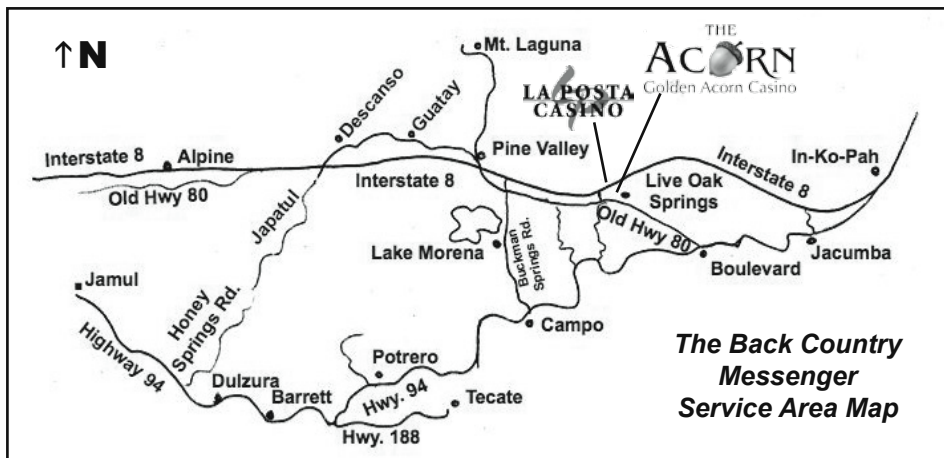 ↑N
Mt. Laguna
THE
ACORN
Golden Acorn Casino
LA POSTA
CASINO
Descanso
Guatay
Pine Valley
Interstate 8
Alpine
Interstate 8
Interstate 8
In-Ko-Pah
Old Hwy 80
Live Oak
Springs
Japatul
Old Hwy 80
Lake Morena
Buckman
Springs Rd.
Boulevard
Jacumba
Jamul
Honey
Springs Rd.
Highway 94
Campo
Potrero
Dulzura
Barrett
Hwy. 94
Tecate
Hwy. 188
The Back Country
Messenger
Service Area Map